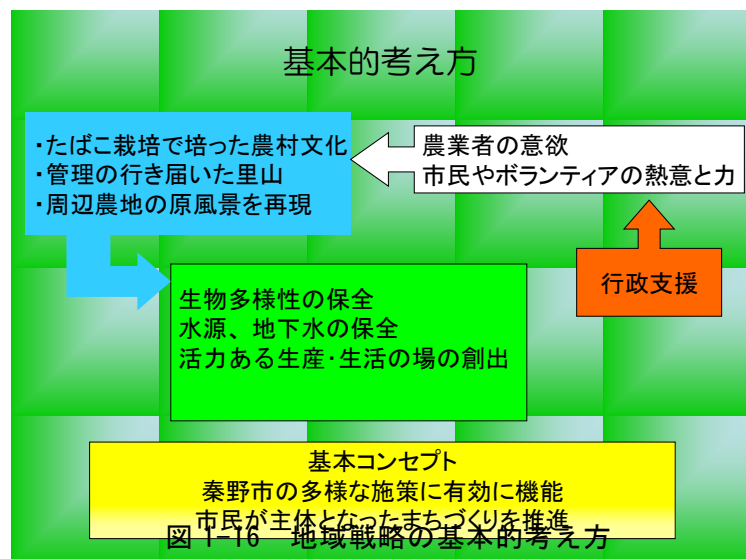 基本的考え方
・たばこ栽培で培った農村文化
・管理の行き届いた里山
・周辺農地の原風景を再現
農業者の意欲
市民やボランティアの熱意と力
行政支援
生物多様性の保全
水源、地下水の保全
活力ある生産・生活の場の創出
基本コンセプト
秦野市の多様な施策に有効に機能
市民が主体となったまちづくりを推進
図 1-16 地域戦略の基本的考え方